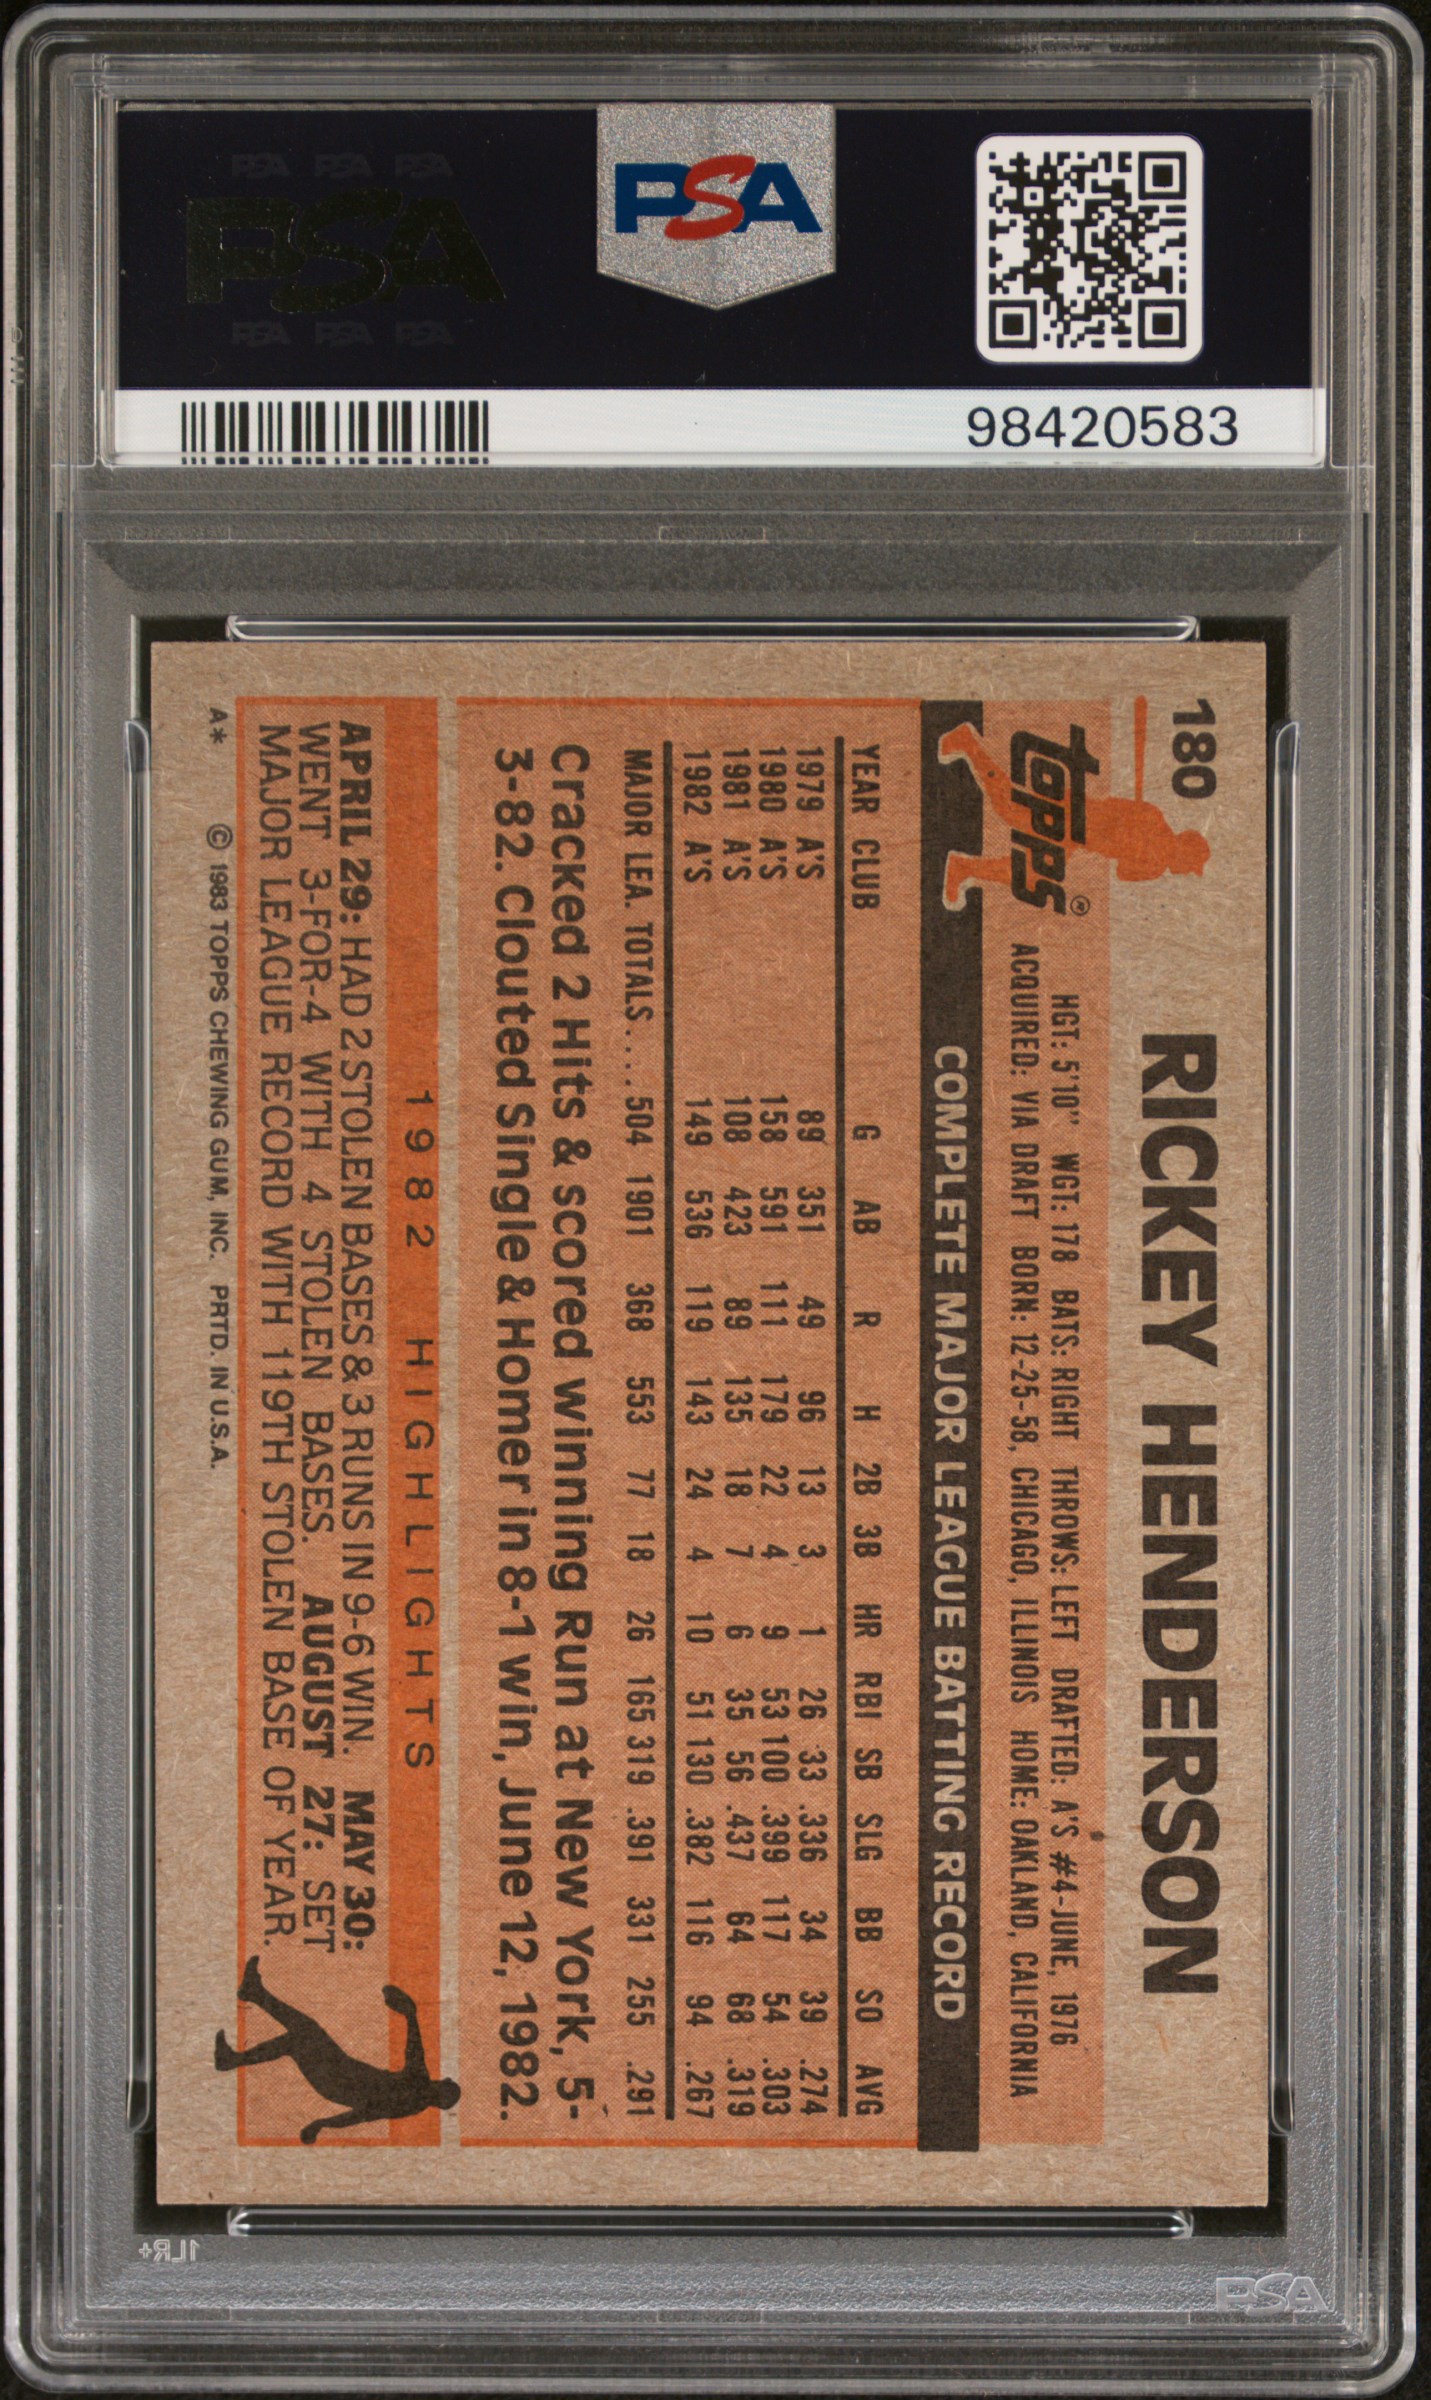 PSA PSA PSA
PSA
PSA PSA PSA
PSA
98420583
180
RICKEY HENDERSON
TOPPS®
HGT: 5'10" WGT: 178 BATS: RIGHT THROWS: LEFT DRAFTED: A'S #4-JUNE, 1976
ACQUIRED: VIA DRAFT BORN: 12-25-58, CHICAGO, ILLINOIS HOME: OAKLAND, CALIFORNIA
COMPLETE MAJOR LEAGUE BATTING RECORD
YEAR CLUB G AB R H 2B 3B HR RBI SB SLG BB SO AVG
1979 A'S 89 351 49 96 13 3 1 26 33 .336 34 39 .274
1980 A'S 158 591 111 179 22 4 9 53 100 .399 117 54 .303
1981 A'S 108 423 89 135 18 7 6 35 56 .437 64 68 .319
1982 A'S 149 536 119 143 24 4 10 51 130 .382 116 94 .267
MAJOR LEA. TOTALS.... 504 1901 368 553 77 18 26 165 319 .391 331 255 .291
Cracked 2 Hits & scored winning Run at New York, 5-
3-82. Clouted Single & Homer in 8-1 win, June 12, 1982.
1982 HIGHLIGHTS
APRIL 29: HAD 2 STOLEN BASES & 3 RUNS IN 9-6 WIN. MAY 30:
WENT 3-FOR-4 WITH 4 STOLEN BASES. AUGUST 27: SET
MAJOR LEAGUE RECORD WITH 119TH STOLEN BASE OF YEAR.
A* © 1983 TOPPS CHEWING GUM, INC. PRTD. IN U.S.A.
1LR+
PSA